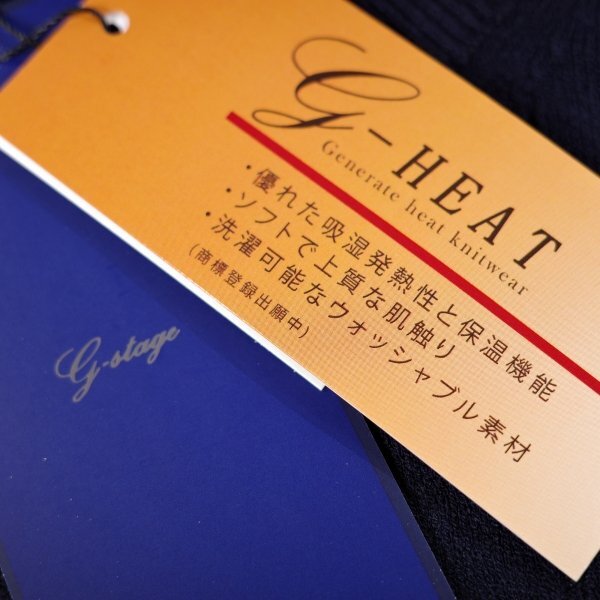 g-HEAT
Generate heat knitwear
・優れた吸湿発熱性と保温機能
・ソフトで上質な肌触り
・洗濯可能なウオッシャブル素材
(商標登録出願中)
g-stage